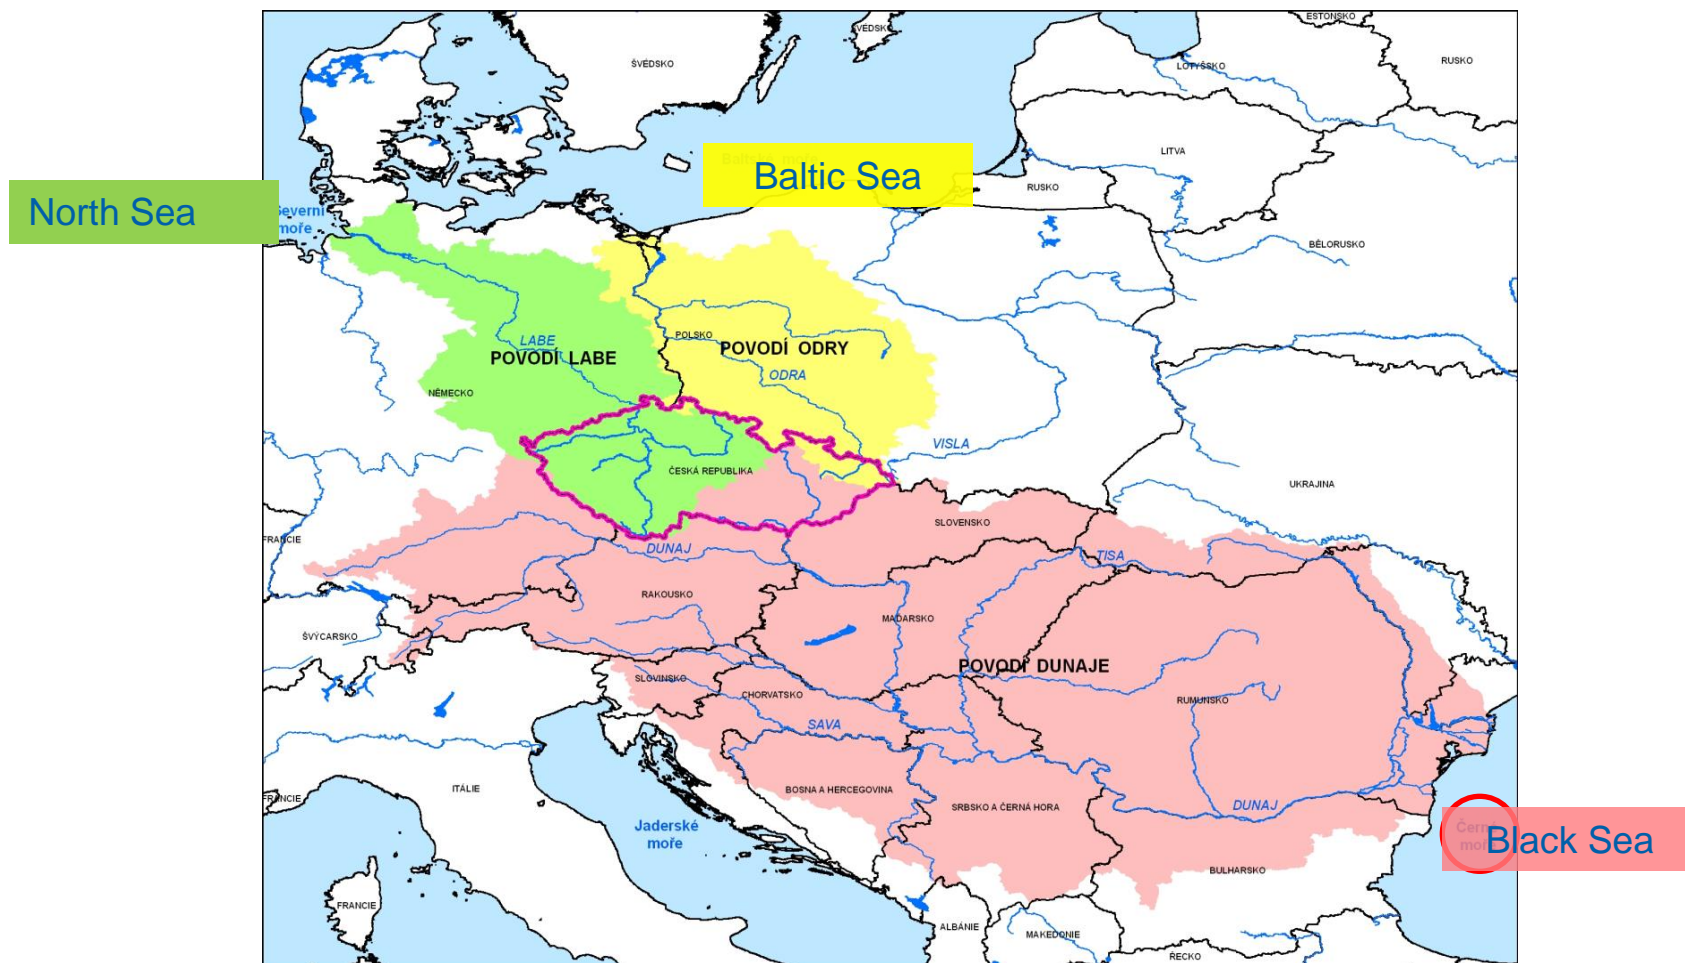 ESTONSKO
ŠVÉDSKO
ŠVÉDSKO
LOTYŠSKO
RUSKO
LITVA
Baltic Sea
RUSKO
North Sea
Severní
moře
BĚLORUSKO
POLSKO
LABE
POVODÍ LABE
POVODÍ ODRY
ODRA
NĚMECKO
VISLA
ČESKÁ REPUBLIKA
UKRAJINA
SLOVENSKO
FRANCIE
DUNAJ
TISA
RAKOUSKO
MAĎARSKO
ŠVÝCARSKO
POVODÍ DUNAJE
SLOVINSKO
CHORVATSKO
RUMUNSKO
SAVA
ITÁLIE
BOSNA A HERCEGOVINA
FRANCIE
SRBSKO A ČERNÁ HORA
DUNAJ
Jaderské
moře
Black Sea
BULHARSKO
FRANCIE
ALBÁNIE
MAKEDONIE
ŘECKO